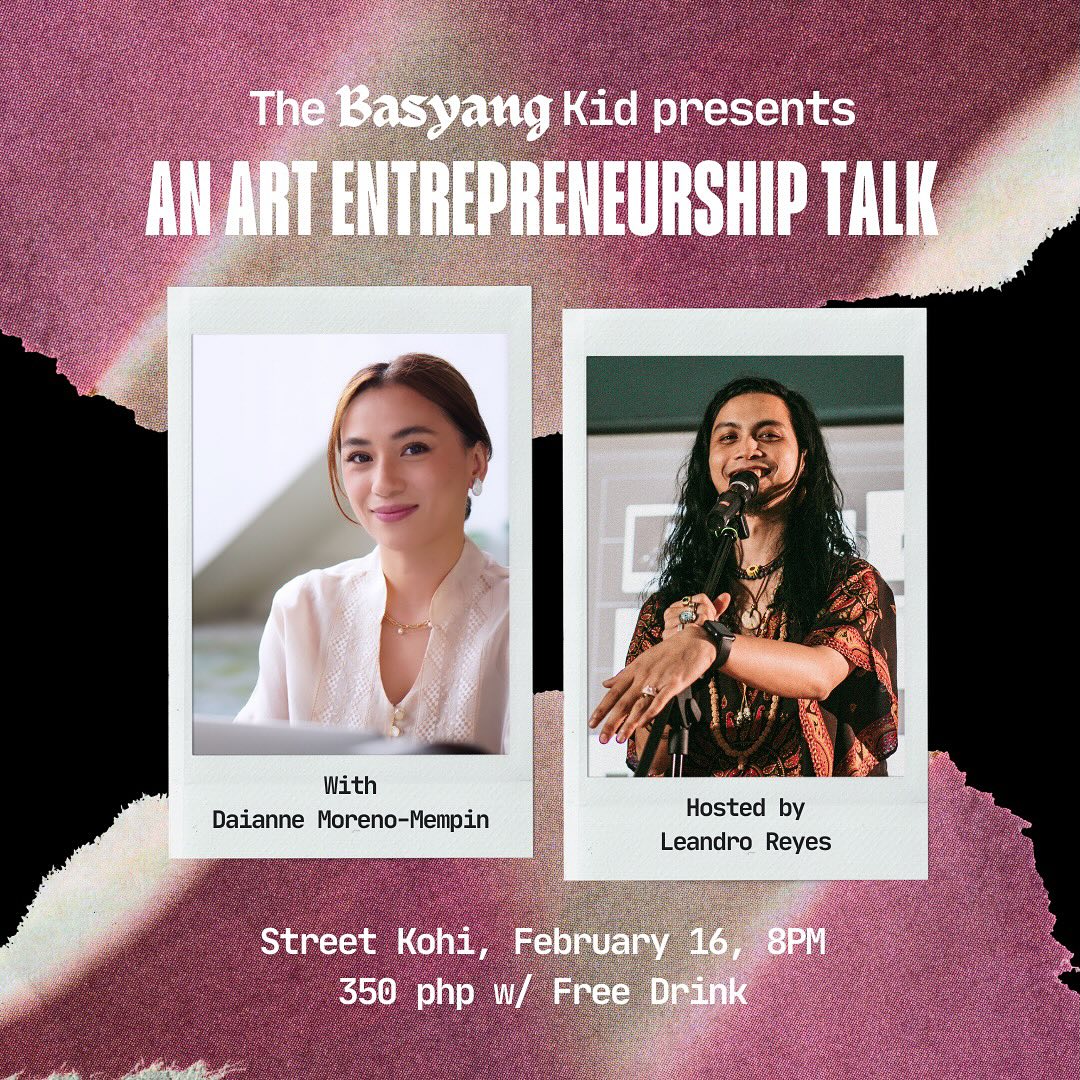 The Basyang Kid presents
AN ART ENTREPRENEURSHIP TALK
With
Daianne Moreno-Mempin
Hosted by
Leandro Reyes
Street Kohi, February 16, 8PM
350 php w/ Free Drink